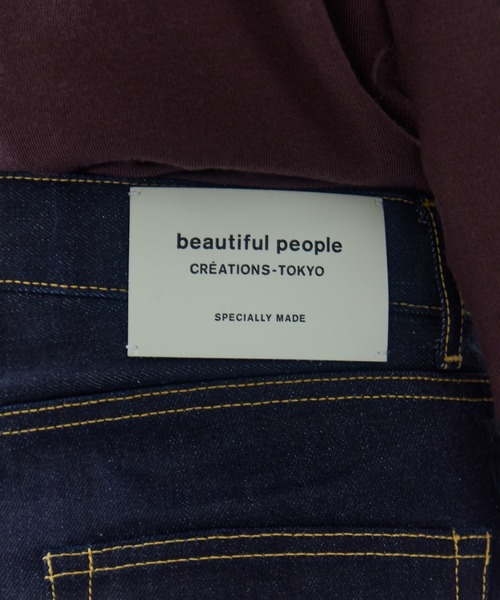 beautiful people
CRÉATIONS-TOKYO
SPECIALLY MADE